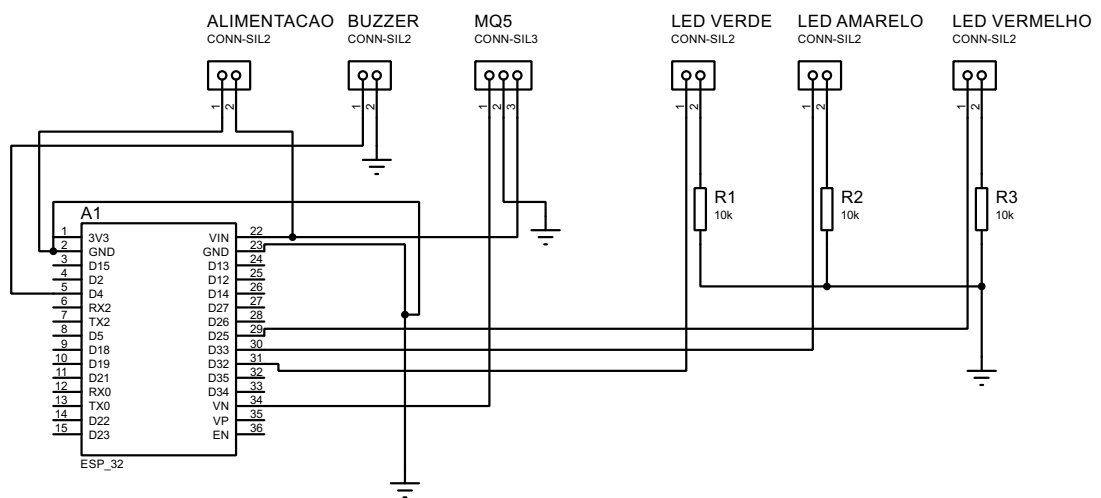 ALIMENTACAO
CONN-SIL2
BUZZER
CONN-SIL2
MQ5
CONN-SIL3
LED VERDE
CONN-SIL2
LED AMARELO
CONN-SIL2
LED VERMELHO
CONN-SIL2
1 2
1 2
1 2 3
1 2
1 2
1 2
R1
10k
R2
10k
R3
10k
A1
1 3V3 VIN 22
2 GND GND 23
3 D15 D13 24
4 D2 D12 25
5 D4 D14 26
6 RX2 D27 27
7 TX2 D26 28
8 D5 D25 29
9 D18 D33 30
10 D19 D32 31
11 D21 D35 32
12 RX0 D34 33
13 TX0 VN 34
14 D22 VP 35
15 D23 EN 36
ESP_32